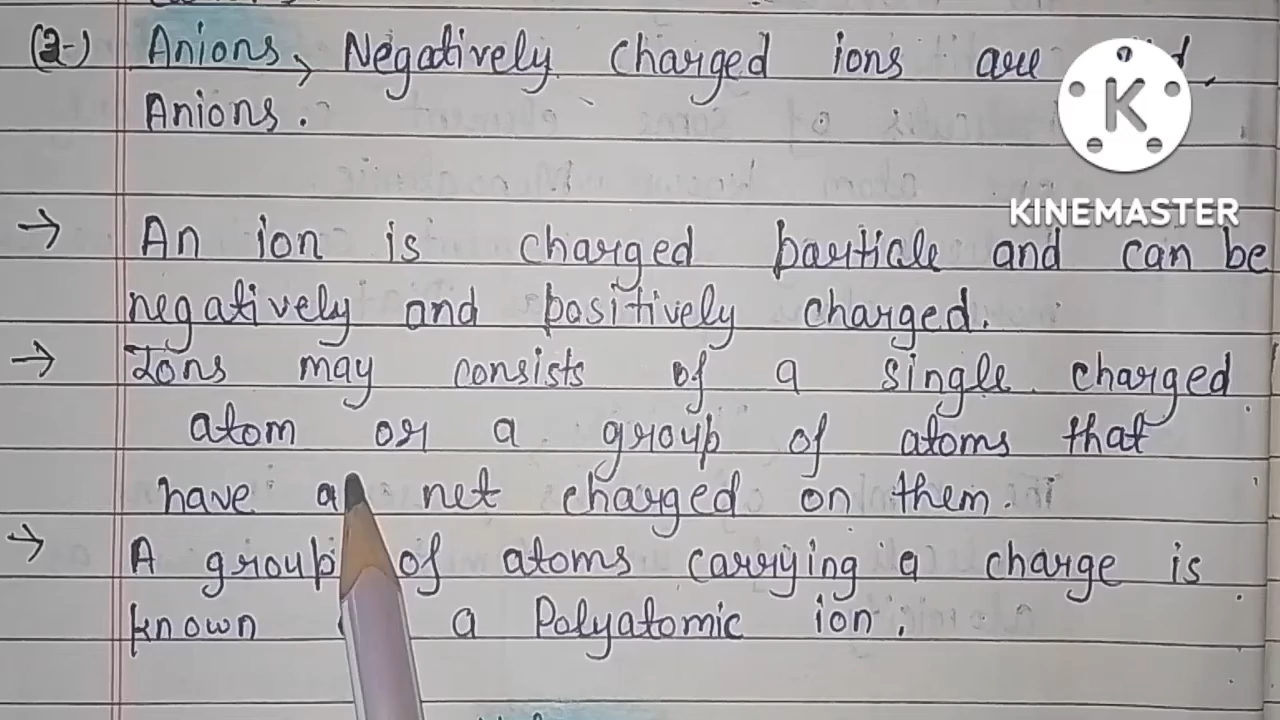 (2-) Anions, Negatively charged ions are
Anions.
K
KINEMASTER
→ An ion is charged particle and can be
negatively and positively charged.
→ Ions may consists of a single charged
atom or a group of atoms that
have a net charged on them.
→ A group of atoms carrying a charge is
known a Polyatomic ion.